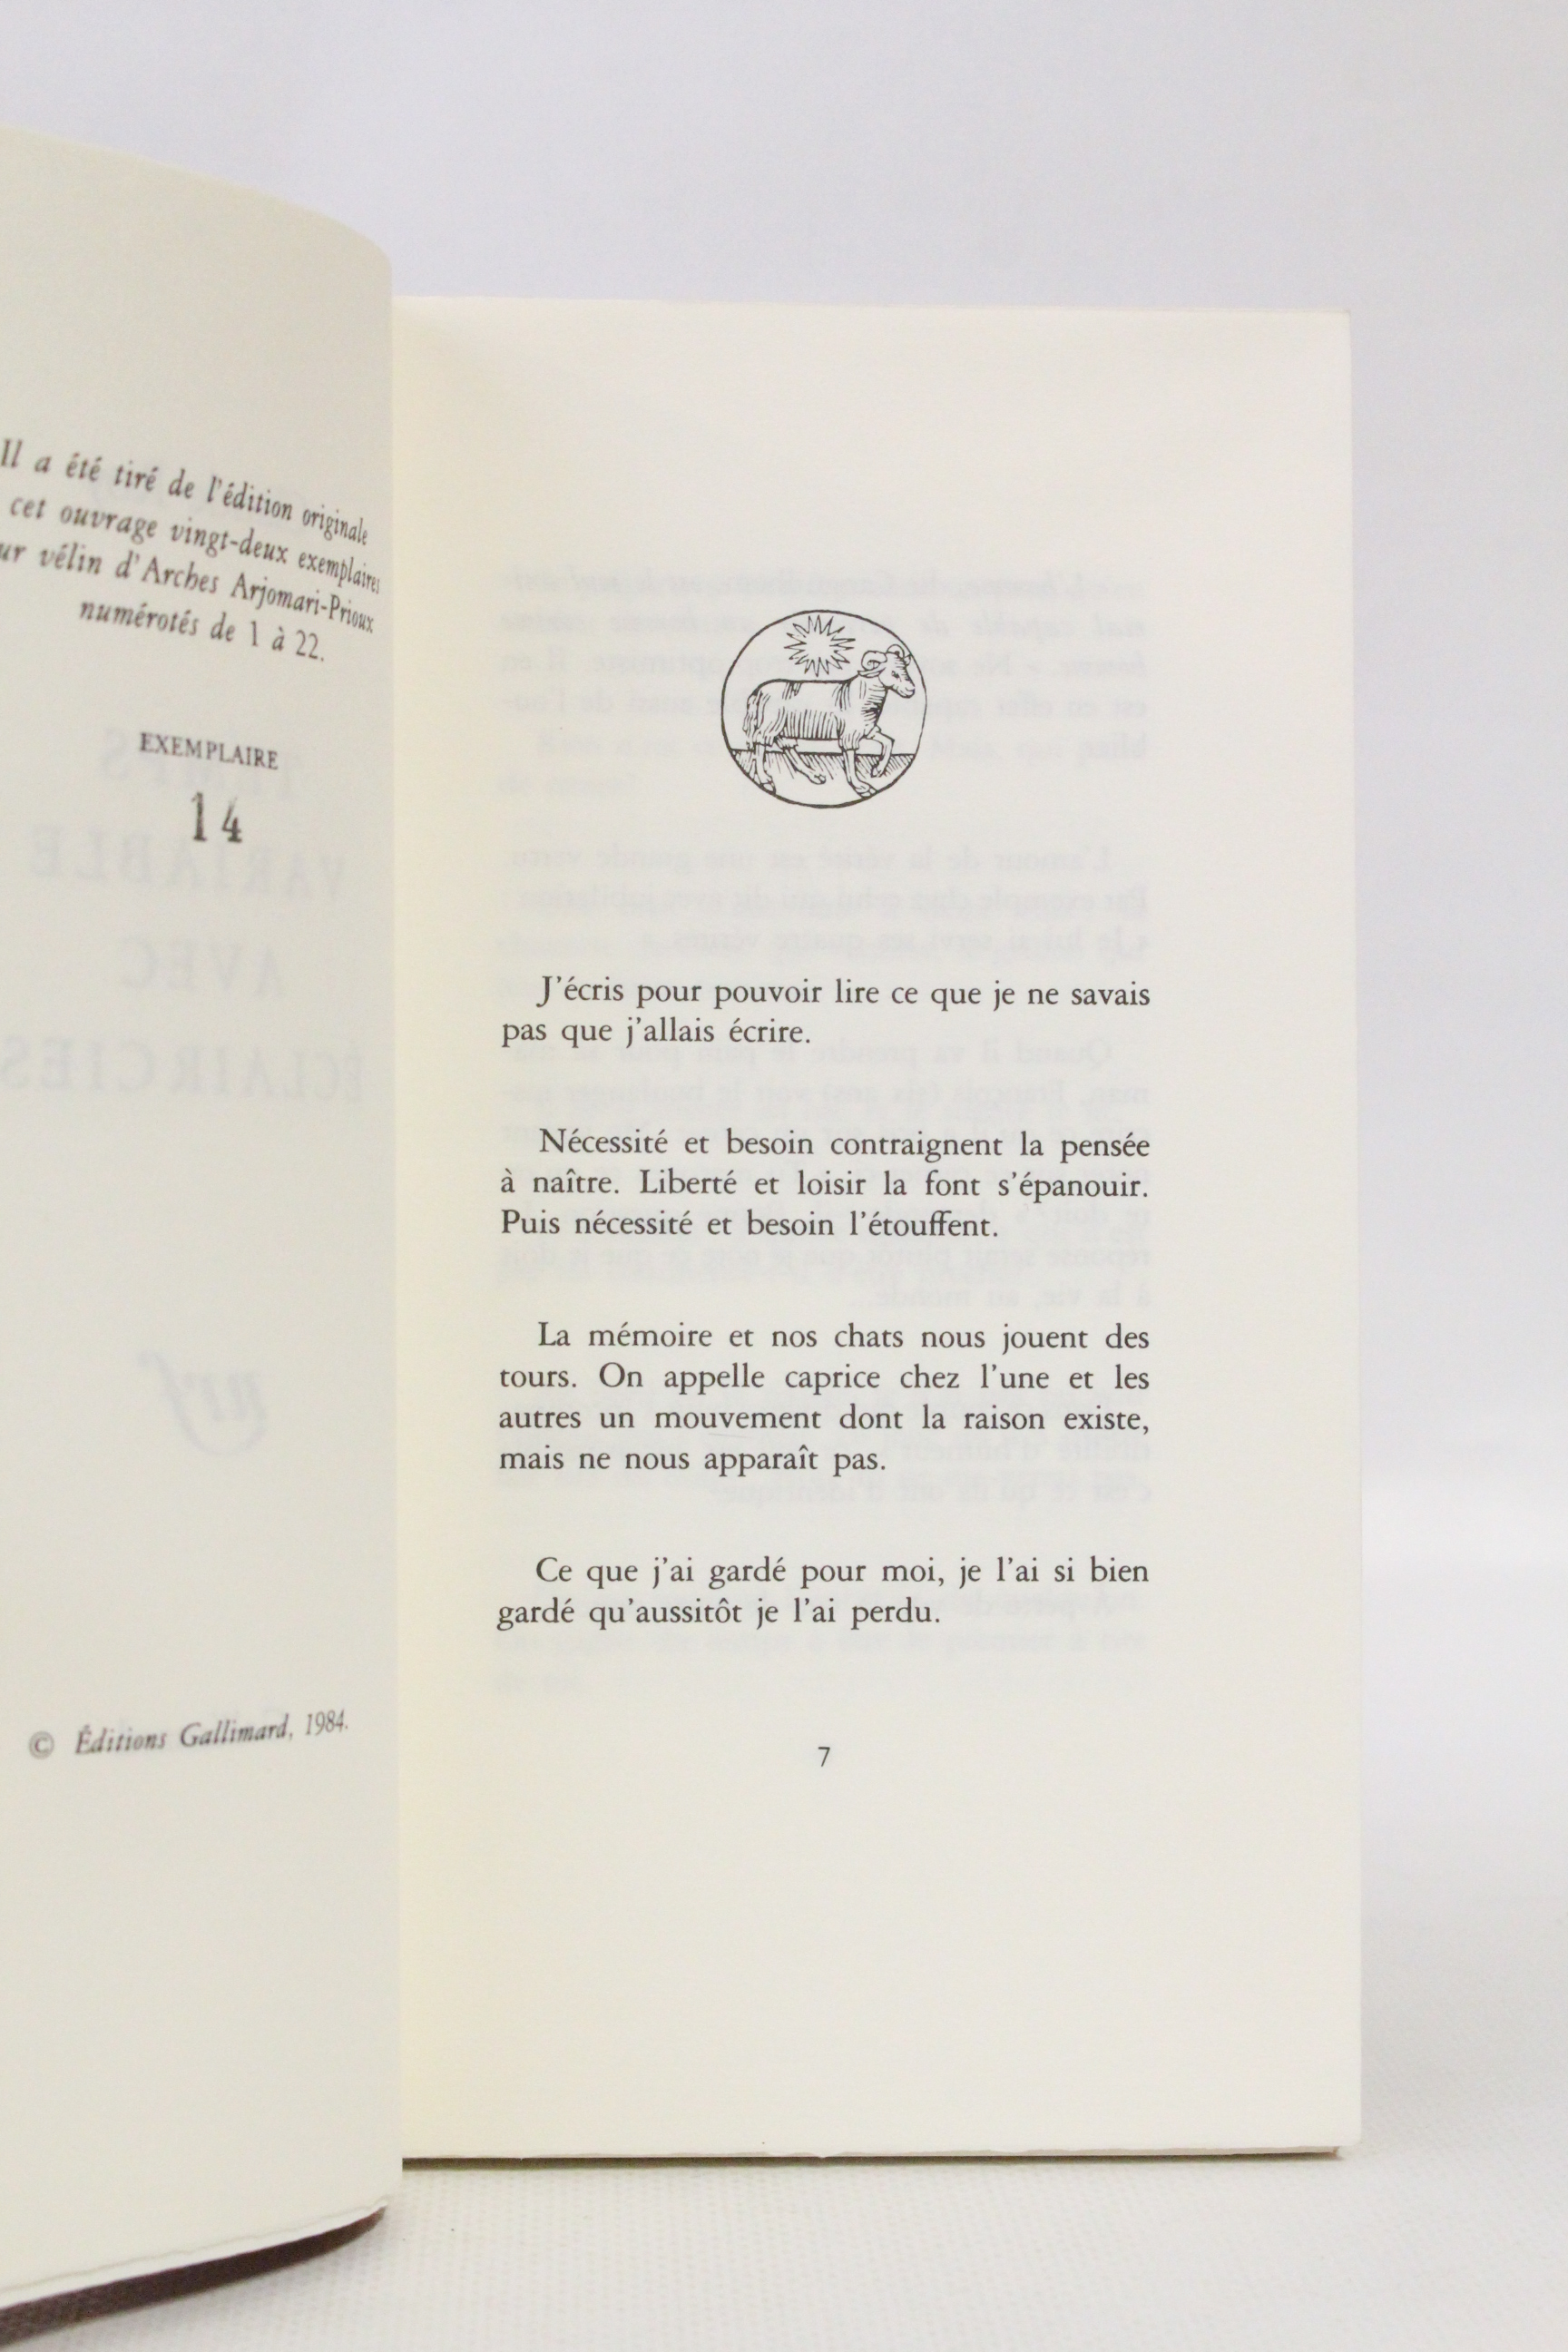 Il a été tiré de l'édition originale
cet ouvrage vingt-deux exemplaires
vélin d'Arches Arjomari-Prioux
numérotés de 1 à 22.
EXEMPLAIRE
14
© Éditions Gallimard, 1984.
J'écris pour pouvoir lire ce que je ne savais
pas que j'allais écrire.
Nécessité et besoin contraignent la pensée
à naître. Liberté et loisir la font s'épanouir.
Puis nécessité et besoin l'étouffent.
La mémoire et nos chats nous jouent des
tours. On appelle caprice chez l'une et les
autres un mouvement dont la raison existe,
mais ne nous apparaît pas.
Ce que j'ai gardé pour moi, je l'ai si bien
gardé qu'aussitôt je l'ai perdu.
7